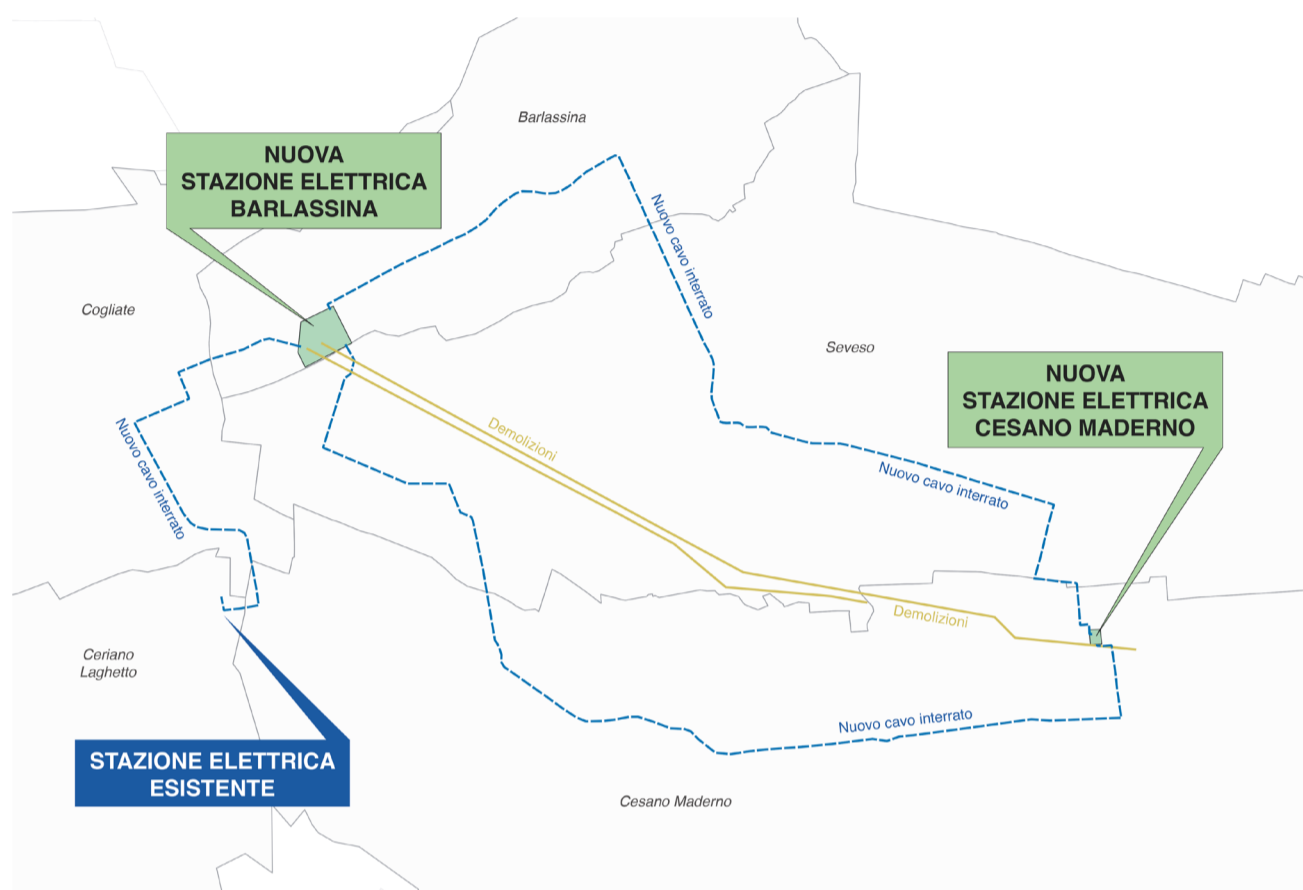 Barlassina
NUOVA
STAZIONE ELETTRICA
BARLASSINA
Nuovo cavo interrato
Cogliate
Seveso
NUOVA
STAZIONE ELETTRICA
CESANO MADERNO
Nuovo cavo interrato
Demolizioni
Nuovo cavo interrato
Demolizioni
Ceriano
Laghetto
Nuovo cavo interrato
STAZIONE ELETTRICA
ESISTENTE
Cesano Maderno